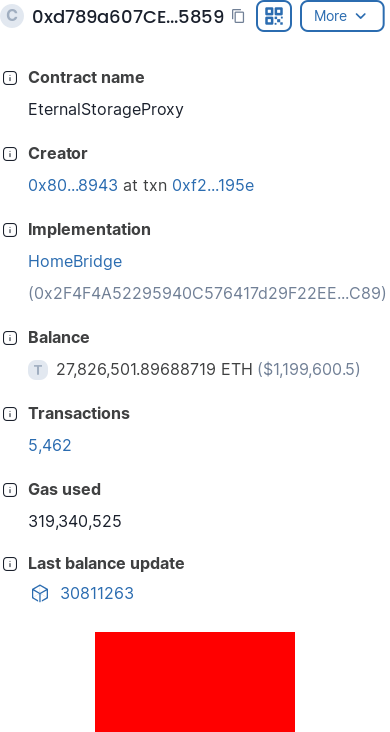 C 0xd789a607CE...5859 More
Contract name
EternalStorageProxy
Creator
0x80...8943 at txn 0xf2...195e
Implementation
HomeBridge
(0x2F4F4A52295940C576417d29F22EE...C89)
Balance
T 27,826,501.89688719 ETH ($1,199,600.5)
Transactions
5,462
Gas used
319,340,525
Last balance update
30811263